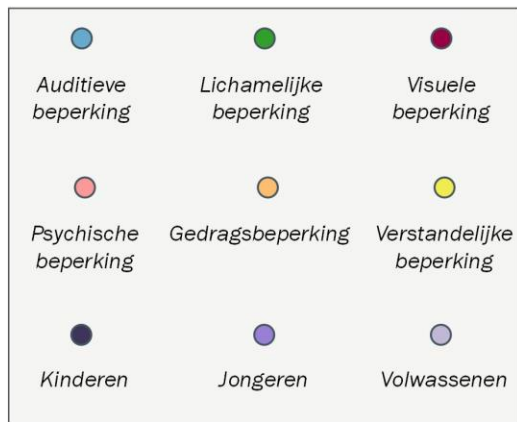 Auditieve
beperking
Lichamelijke
beperking
Visuele
beperking
Psychische
beperking
Gedragsbeperking
Verstandelijke
beperking
Kinderen
Jongeren
Volwassenen